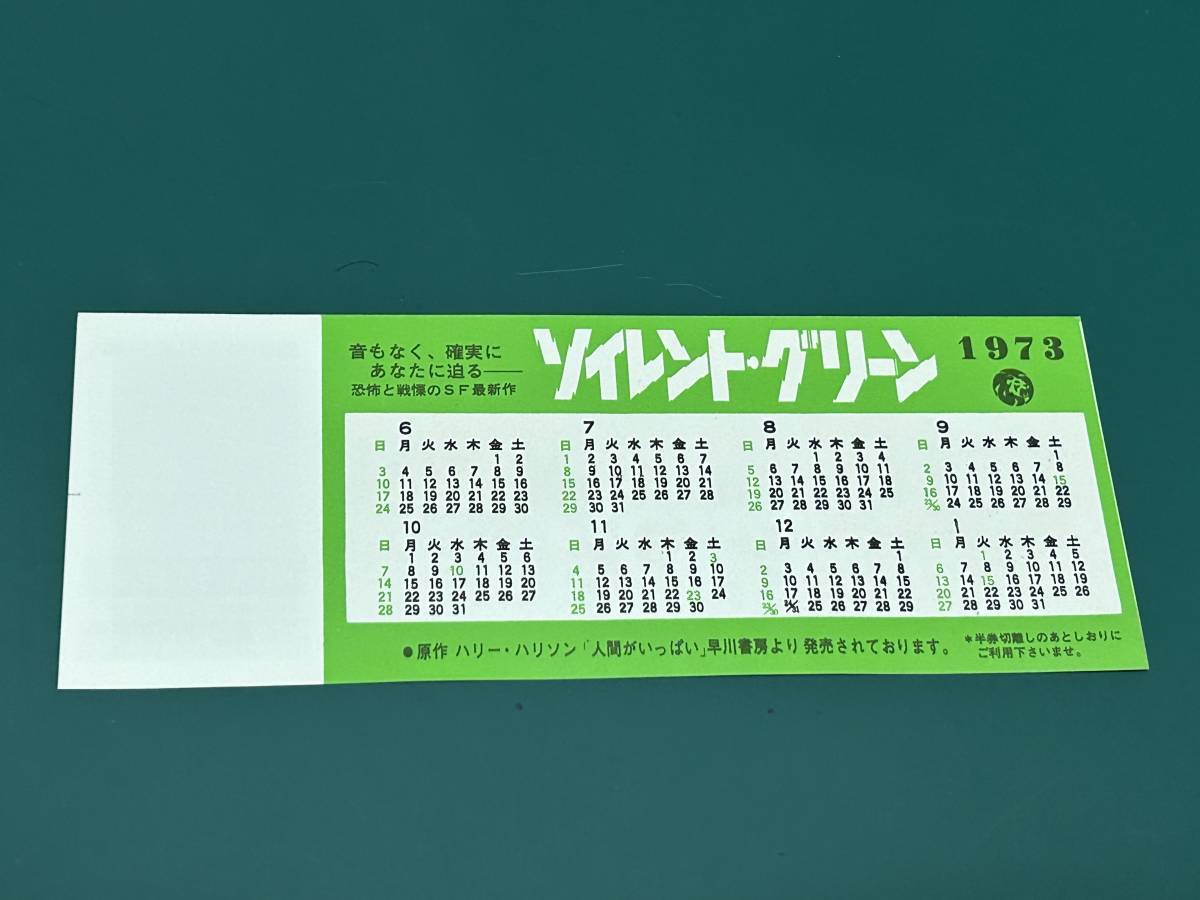 音もなく、確実に
あなたに迫る——
恐怖と戦慄のSF最新作
ソイレント・グリーン
1973
6
日 月 火 水 木 金 土
1 2
3 4 5 6 7 8 9
10 11 12 13 14 15 16
17 18 19 20 21 22 23
24 25 26 27 28 29 30
7
日 月 火 水 木 金 土
1 2 3 4 5 6 7
8 9 10 11 12 13 14
15 16 17 18 19 20 21
22 23 24 25 26 27 28
29 30 31
8
日 月 火 水 木 金 土
1 2 3 4
5 6 7 8 9 10 11
12 13 14 15 16 17 18
19 20 21 22 23 24 25
26 27 28 29 30 31
9
日 月 火 水 木 金 土
1
2 3 4 5 6 7 8
9 10 11 12 13 14 15
16 17 18 19 20 21 22
23/30 24 25 26 27 28 29
10
日 月 火 水 木 金 土
1 2 3 4 5 6
7 8 9 10 11 12 13
14 15 16 17 18 19 20
21 22 23 24 25 26 27
28 29 30 31
11
日 月 火 水 木 金 土
1 2 3
4 5 6 7 8 9 10
11 12 13 14 15 16 17
18 19 20 21 22 23 24
25 26 27 28 29 30
12
日 月 火 水 木 金 土
1
2 3 4 5 6 7 8
9 10 11 12 13 14 15
16 17 18 19 20 21 22
23/30 24/31 25 26 27 28 29
1
日 月 火 水 木 金 土
1 2 3 4 5
6 7 8 9 10 11 12
13 14 15 16 17 18 19
20 21 22 23 24 25 26
27 28 29 30 31
●原作 ハリー・ハリソン「人間がいっぱい」早川書房より発売されております。
*半券切離しのあとしおりに
ご利用下さいませ。